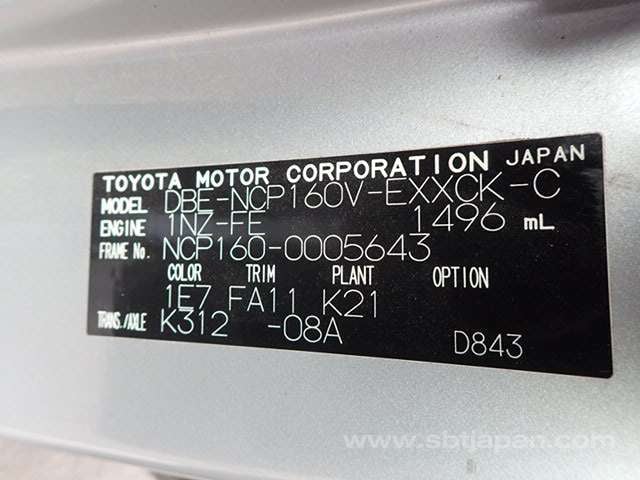 TOYOTA MOTOR CORPORATION JAPAN
MODEL DBE-NCP160V-EXXCK-C
ENGINE 1NZ-FE 1496 mL
FRAME No. NCP160-0005643
COLOR TRIM PLANT OPTION
1E7 FA11 K21
TRANS./AXLE K312 -08A D843
www.sbtjapan.com